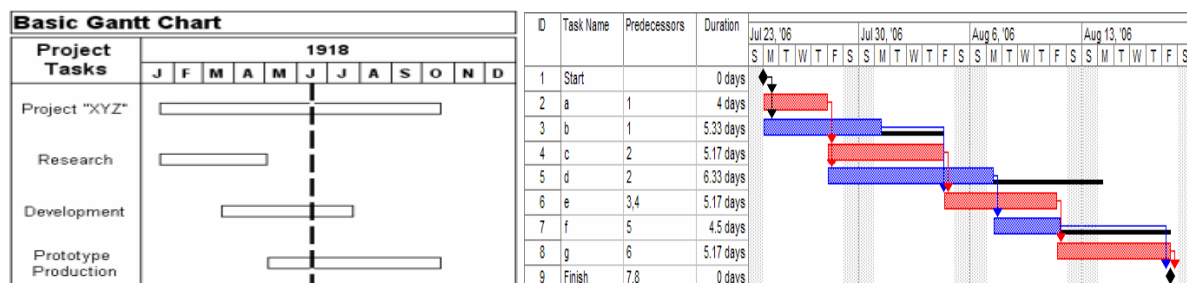 Basic Gantt Chart
Project Tasks
1918
J F M A M J J A S O N D
Project "XYZ"
Research
Development
Prototype
Production
ID Task Name Predecessors Duration
Jul 23, '06 Jul 30, '06 Aug 6, '06 Aug 13, '06
S M T W T F S S M T W T F S S M T W T F S S M T W T F S
1 Start 0 days
2 a 1 4 days
3 b 1 5.33 days
4 c 2 5.17 days
5 d 2 6.33 days
6 e 3,4 5.17 days
7 f 5 4.5 days
8 g 6 5.17 days
9 Finish 7,8 0 days